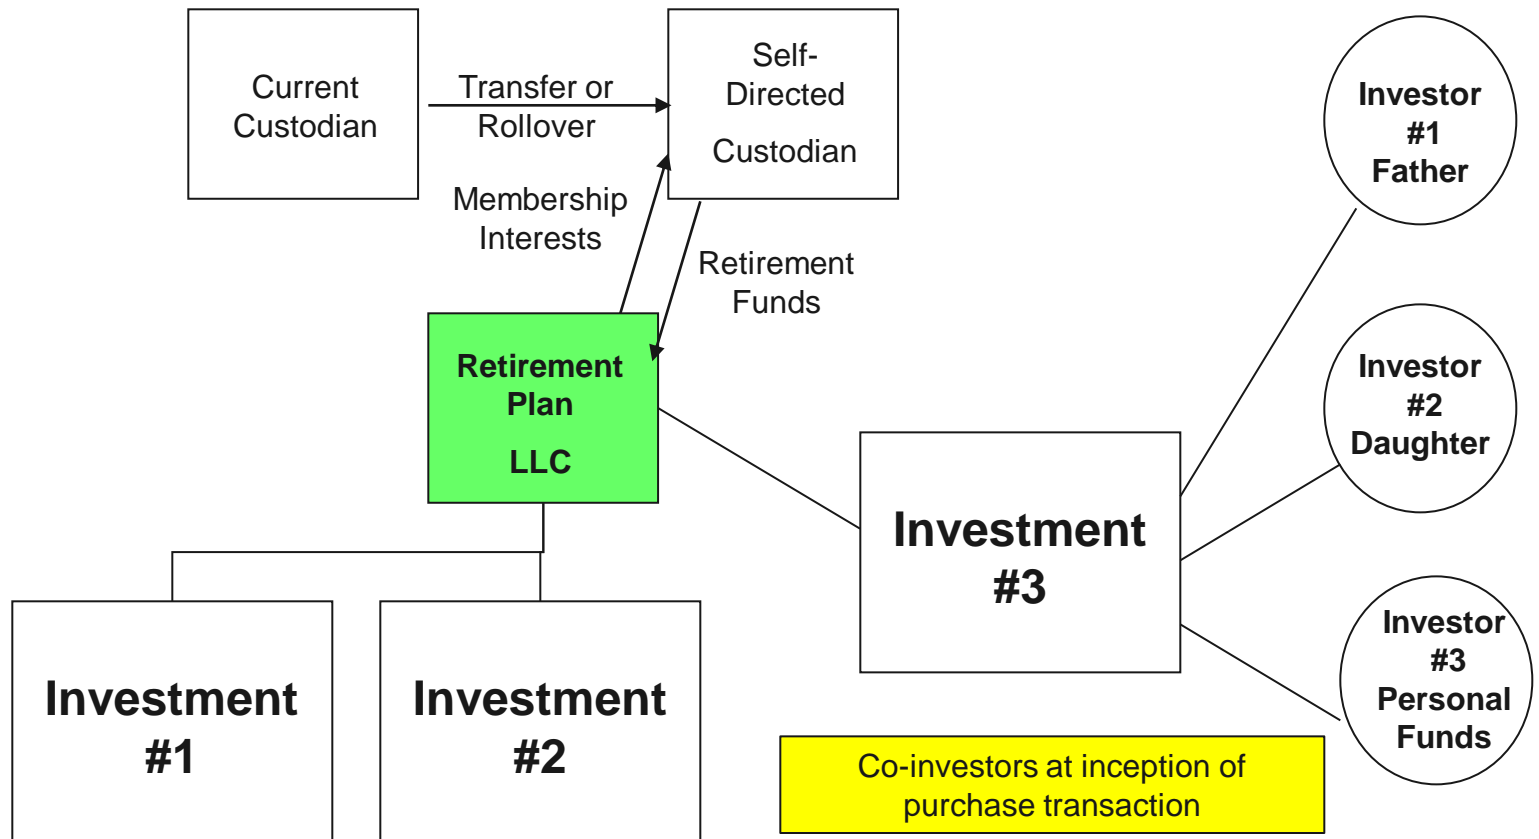 Current
Custodian
Transfer or
Rollover
Self-
Directed
Custodian
Membership
Interests
Retirement
Funds
Retirement
Plan
LLC
Investment
#1
Investment
#2
Investment
#3
Investor
#1
Father
Investor
#2
Daughter
Investor
#3
Personal
Funds
Co-investors at inception of
purchase transaction